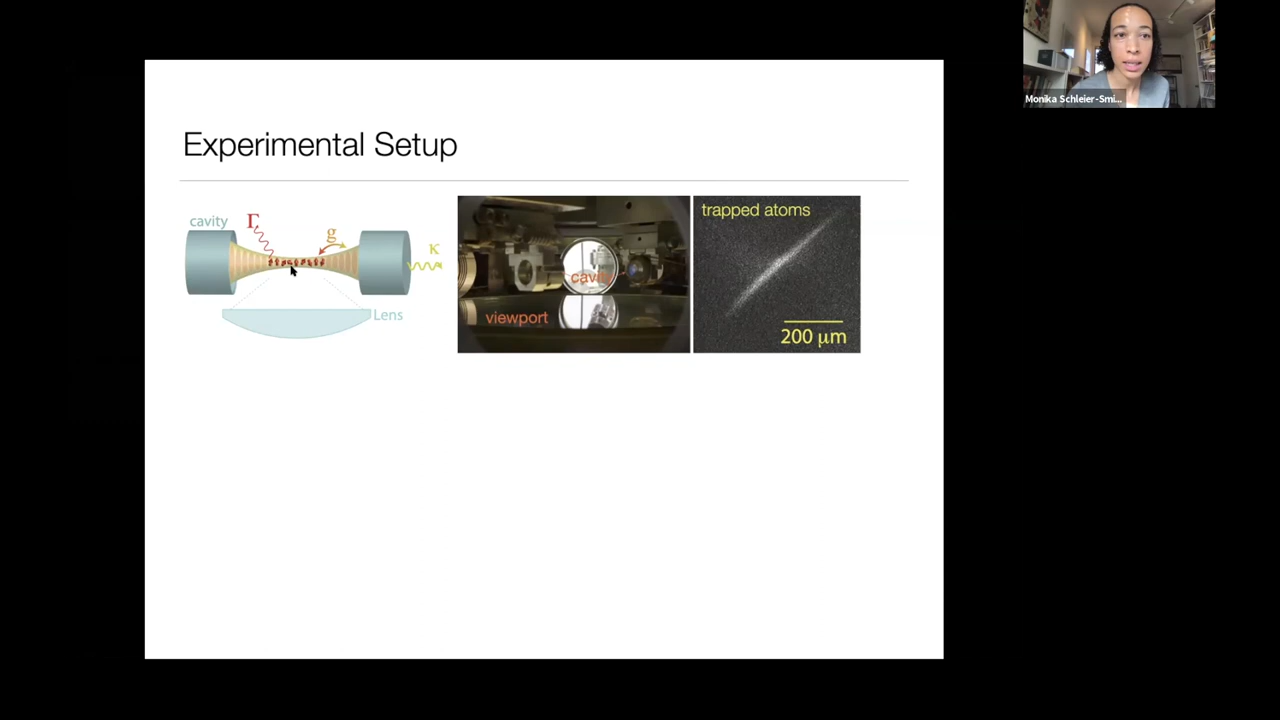 Monika Schleier-Smi...
Experimental Setup
cavity
Γ
g
κ
Lens
cavity
viewport
trapped atoms
200 μm